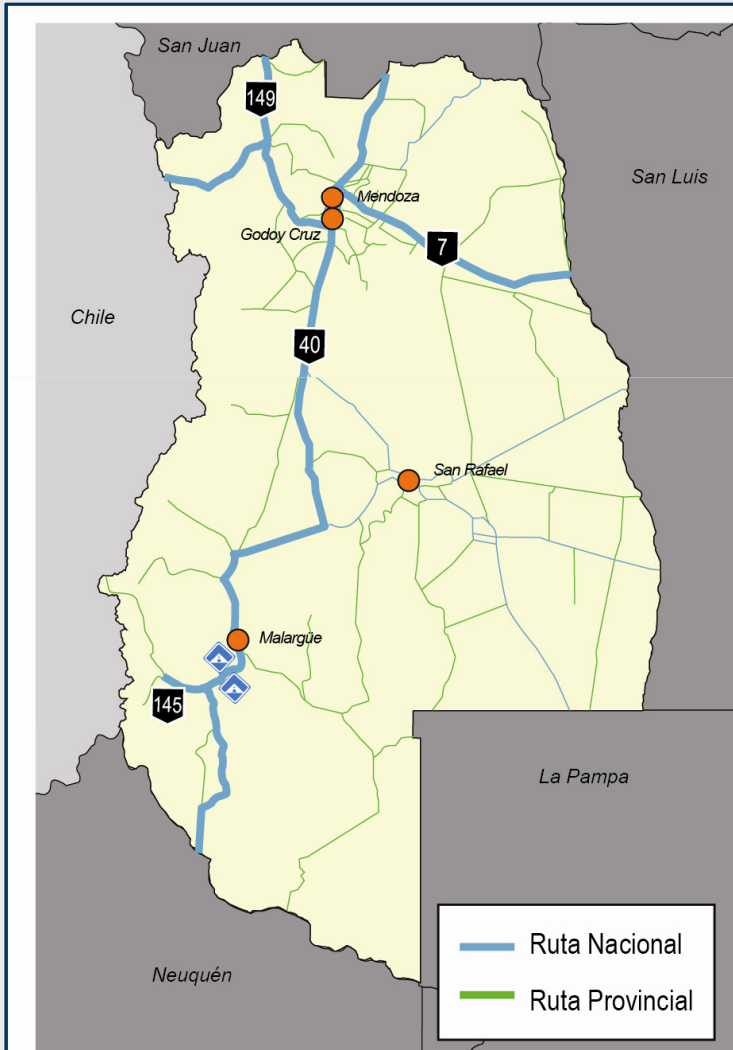 San Juan
149
San Luis
Mendoza
Godoy Cruz
7
Chile
40
San Rafael
Malargüe
145
La Pampa
Ruta Nacional
Neuquén
Ruta Provincial